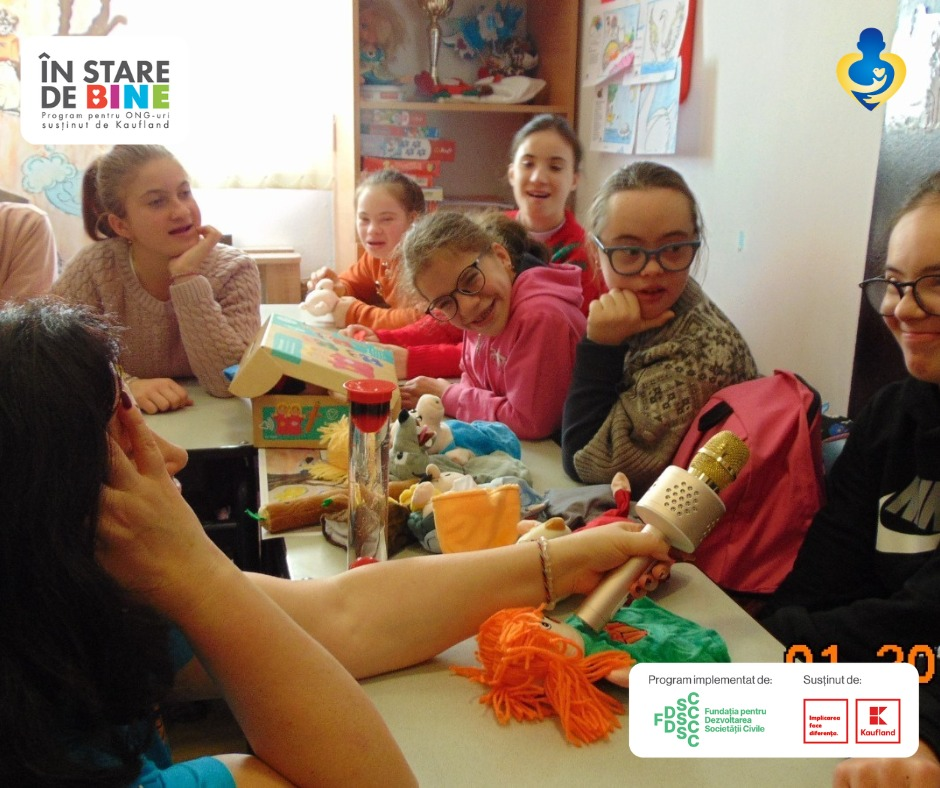 ÎN STARE
DE BINE
Program pentru ONG-uri
susținut de Kaufland
Program implementat de:
FDSC
Fundația pentru
Dezvoltarea
Societății Civile
Susținut de:
Implicarea
face
diferența.
K
Kaufland